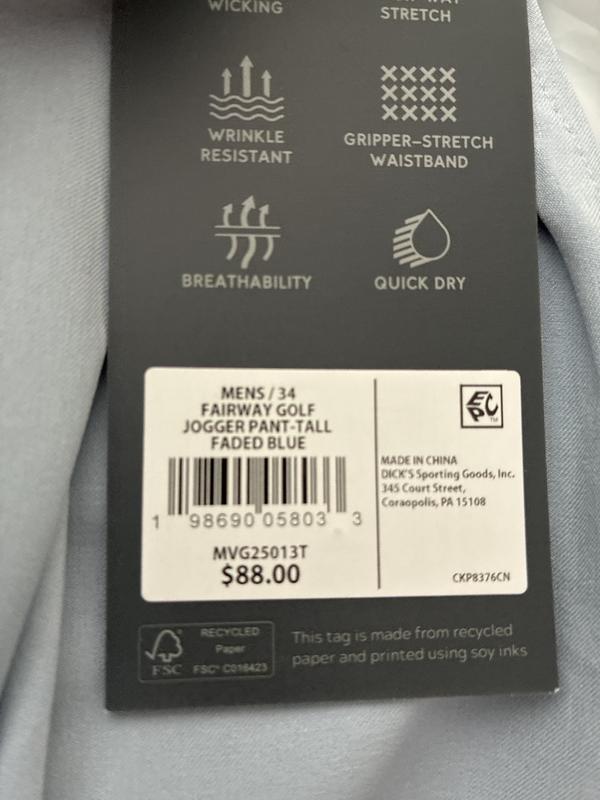 WICKING
STRETCH
WRINKLE
RESISTANT
GRIPPER-STRETCH
WAISTBAND
BREATHABILITY
QUICK DRY
MENS / 34
FAIRWAY GOLF
JOGGER PANT-TALL
FADED BLUE
1 98690 05803 3
MVG25013T
$88.00
EPC TM
MADE IN CHINA
DICK'S Sporting Goods, Inc.
345 Court Street,
Coraopolis, PA 15108
CKP8376CN
FSC
RECYCLED
Paper
FSC® C016423
This tag is made from recycled
paper and printed using soy inks